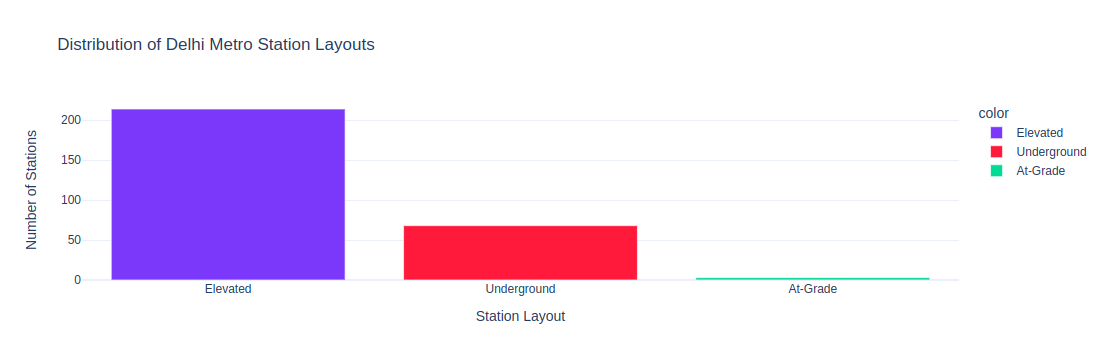 Distribution of Delhi Metro Station Layouts
Number of Stations
200
150
100
50
0
Elevated
Underground
At-Grade
Station Layout
color
Elevated
Underground
At-Grade